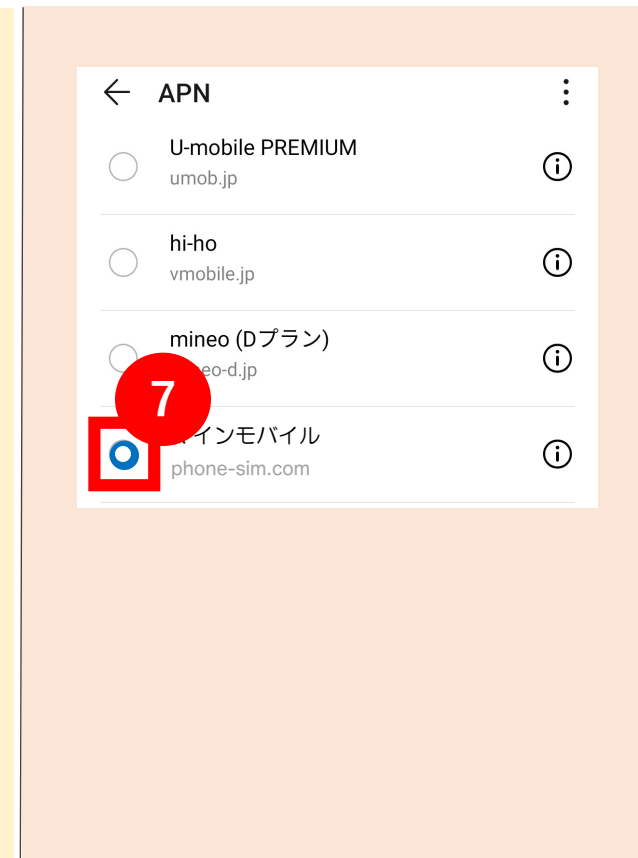 APN
U-mobile PREMIUM
umob.jp
hi-ho
vmobile.jp
mineo (Dプラン)
eo-d.jp
7
インモバイル
phone-sim.com